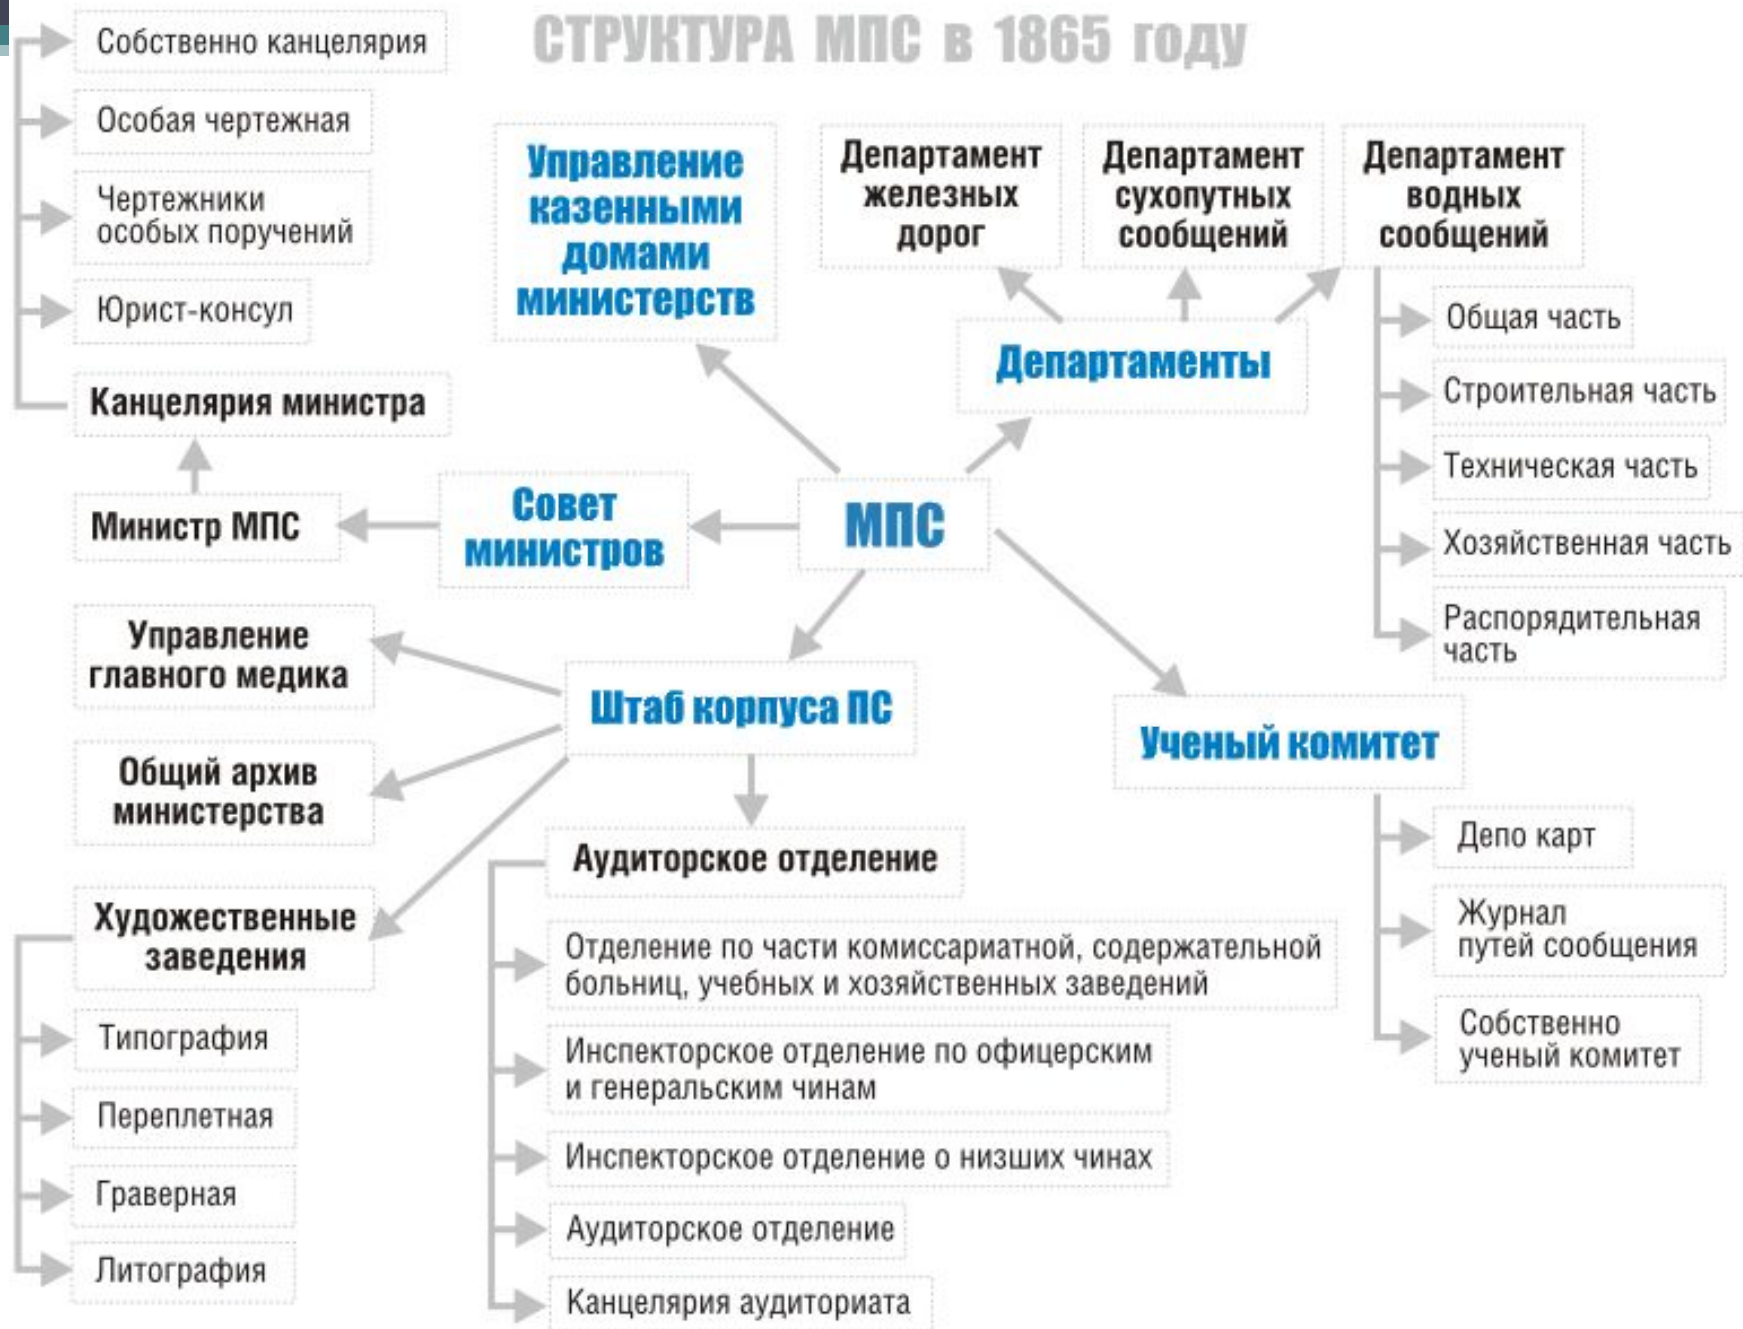 СТРУКТУРА МПС в 1865 году
Собственно канцелярия
Особая чертежная
Чертежники
особых поручений
Юрист-консул
Канцелярия министра
Министр МПС
Совет
министров
МПС
Управление
казенными
домами
министерств
Департаменты
Департамент
железных
дорог
Департамент
сухопутных
сообщений
Департамент
водных
сообщений
Общая часть
Строительная часть
Техническая часть
Хозяйственная часть
Распорядительная
часть
Управление
главного медика
Общий архив
министерства
Художественные
заведения
Типография
Переплетная
Граверная
Литография
Штаб корпуса ПС
Аудиторское отделение
Отделение по части комиссариатной, содержательной
больниц, учебных и хозяйственных заведений
Инспекторское отделение по офицерским
и генеральским чинам
Инспекторское отделение о низших чинах
Аудиторское отделение
Канцелярия аудиториата
Ученый комитет
Депо карт
Журнал
путей сообщения
Собственно
ученый комитет